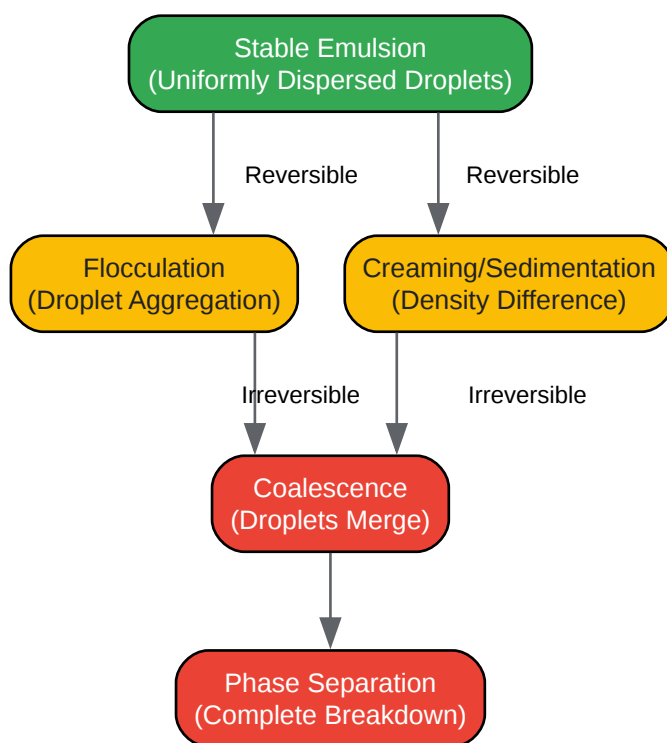 Stable Emulsion
(Uniformly Dispersed Droplets)
Reversible
Reversible
Flocculation
(Droplet Aggregation)
Creaming/Sedimentation
(Density Difference)
Irreversible
Irreversible
Coalescence
(Droplets Merge)
Phase Separation
(Complete Breakdown)